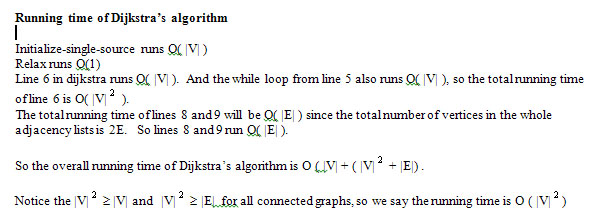 Running time of Dijkstra's algorithm
Initialize-single-source runs O( |V| )
Relax runs O(1)
Line 6 in dijkstra runs O( |V| ). And the while loop from line 5 also runs O( |V| ), so the total running time
of line 6 is O( |V| ² ).
The total running time of lines 8 and 9 will be O( |E| ) since the total number of vertices in the whole
adjacency lists is 2E. So lines 8 and 9 run O( |E| ).
So the overall running time of Dijkstra's algorithm is O ( |V| + ( |V| ² + |E|) .
Notice the |V| ² ≥ |V| and |V| ² ≥ |E| for all connected graphs, so we say the running time is O ( |V| ² )